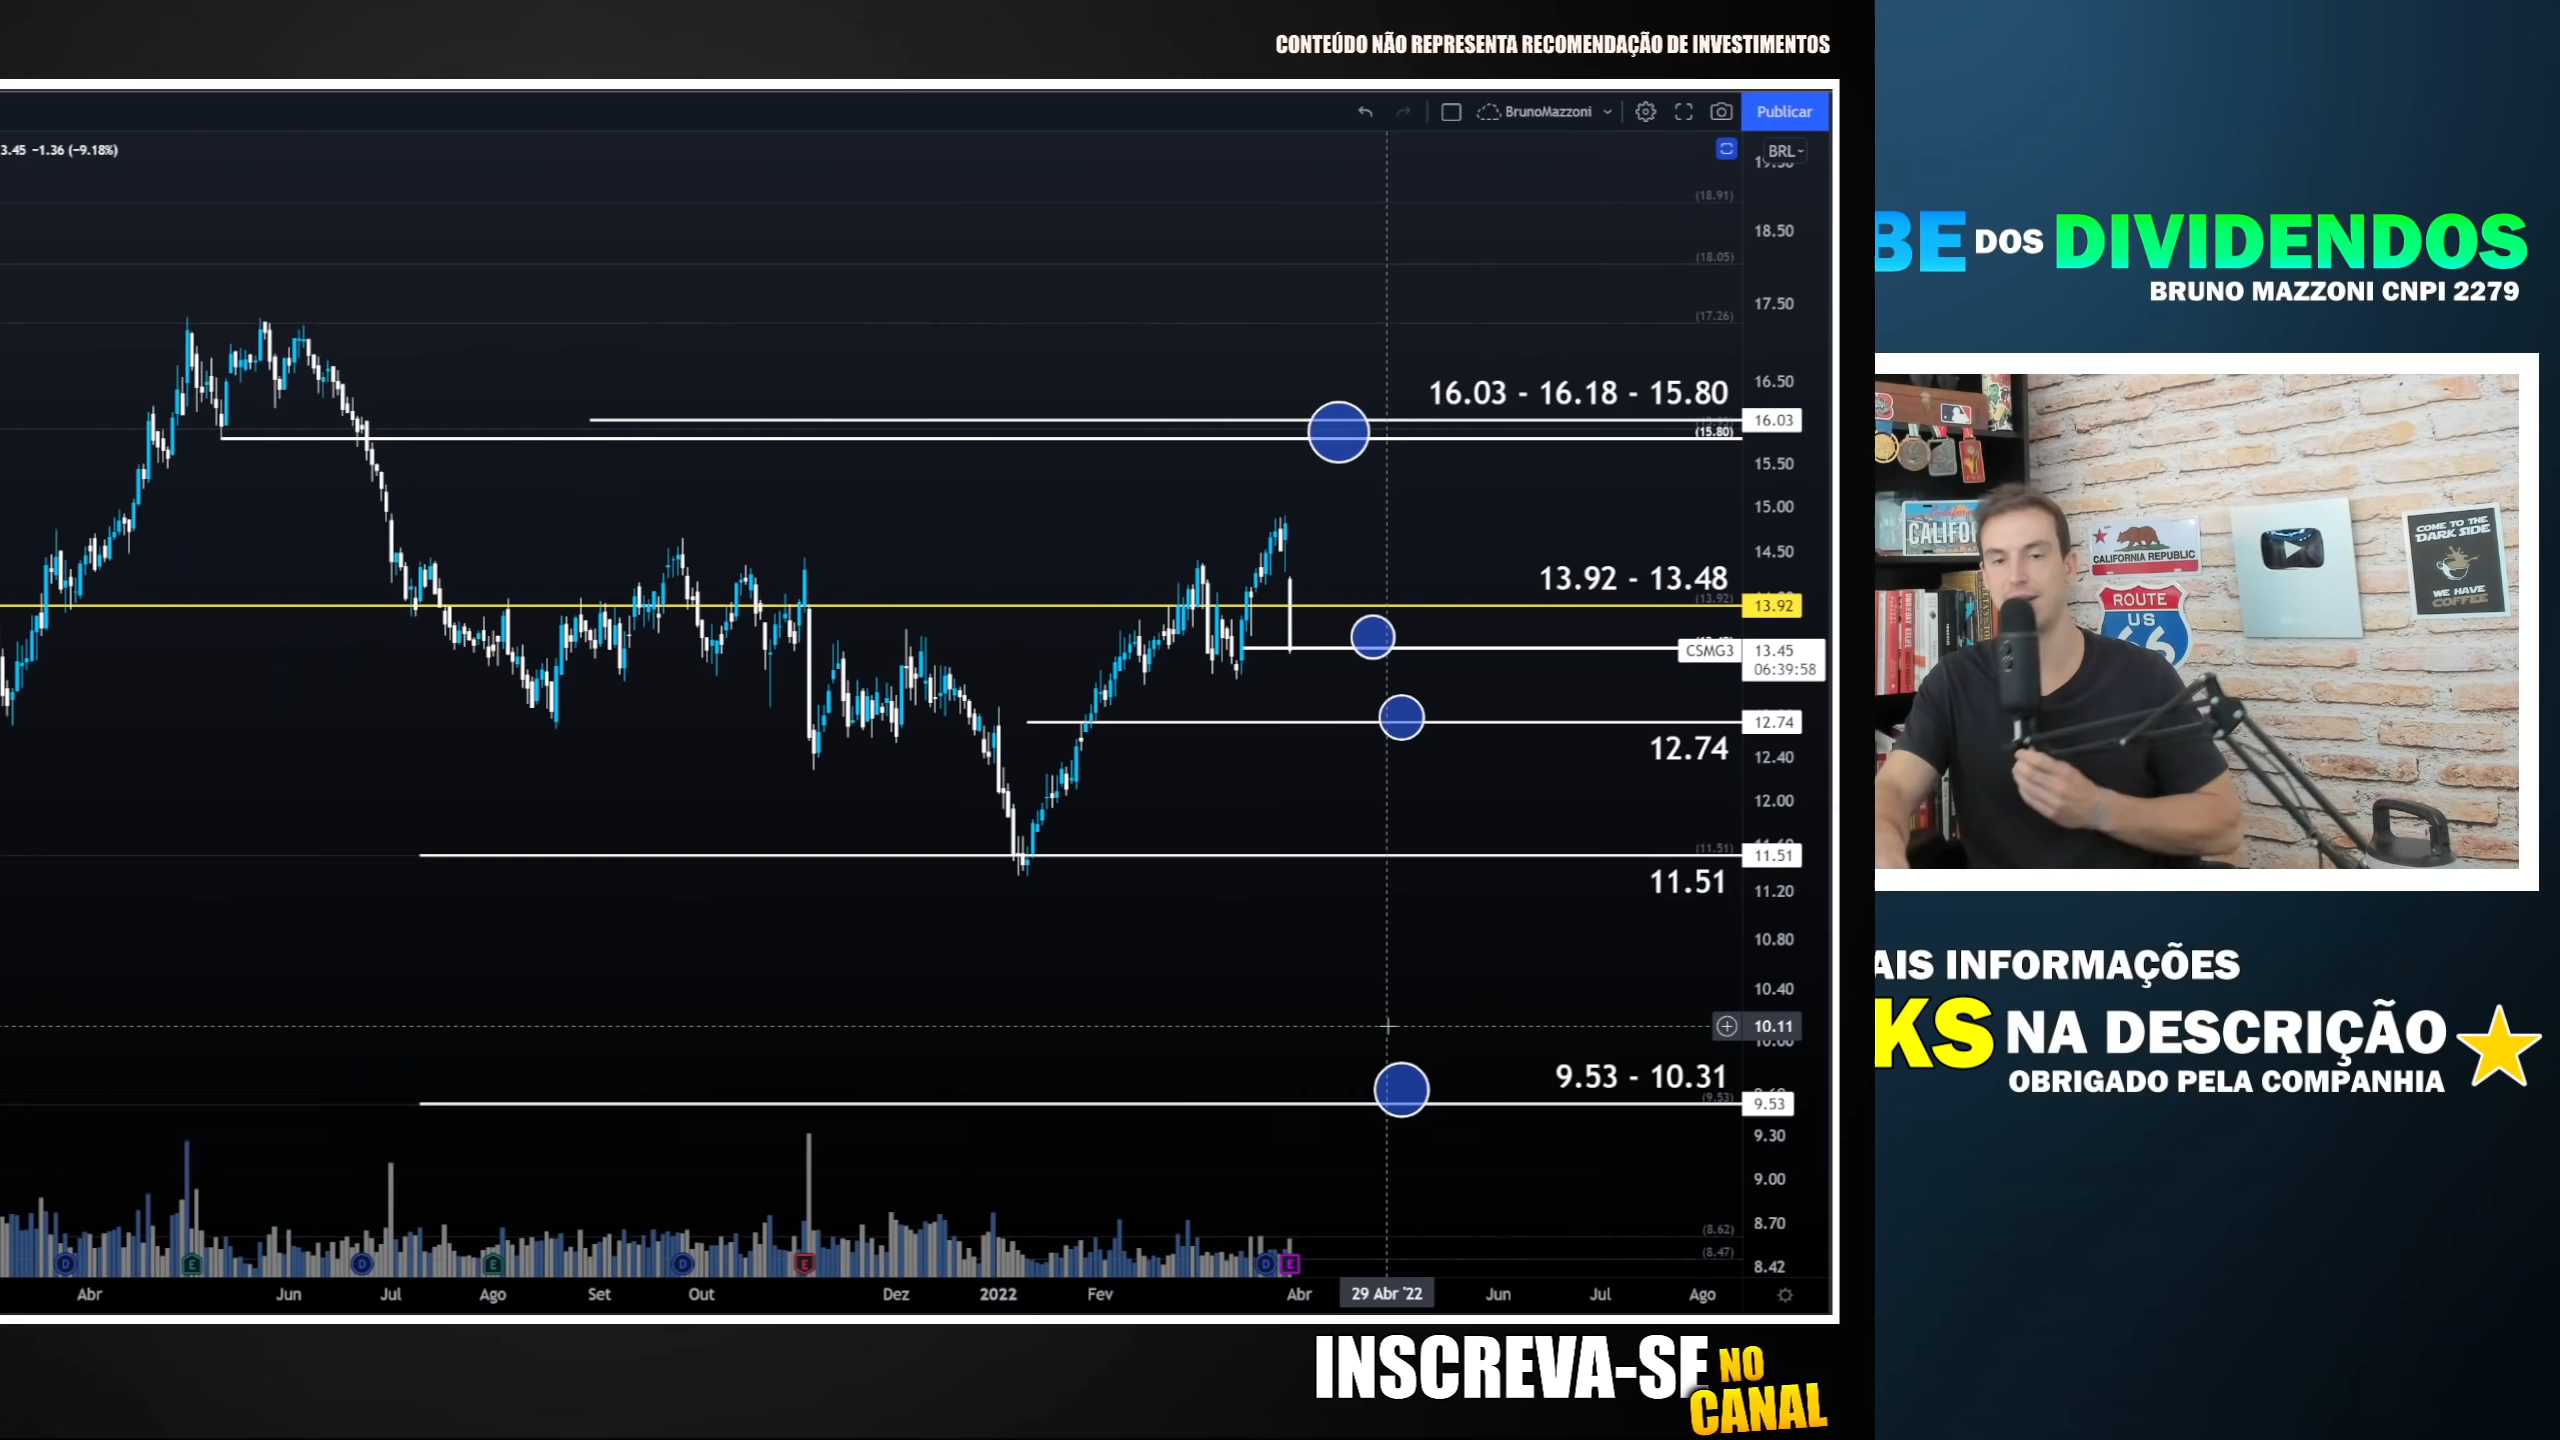 CONTEÚDO NÃO REPRESENTA RECOMENDAÇÃO DE INVESTIMENTOS
BrunoMazzoni
Publicar
3.45 −1.36 (−9.18%)
BRL
(18.91)
18.50
(18.05)
17.50
(17.26)
16.50
16.03 - 16.18 - 15.80
16.03
(15.80)
15.50
15.00
14.50
13.92 - 13.48
(13.92)
13.92
CSMG3
13.45
06:39:58
12.74
12.74
12.40
12.00
(11.51)
11.51
11.51
11.20
10.80
10.40
10.11
9.53 - 10.31
(9.53)
9.53
9.30
9.00
(8.62)
8.70
(8.47)
8.42
D
E
D
E
D
E
D
E
Abr
Jun
Jul
Ago
Set
Out
Dez
2022
Fev
Abr
29 Abr '22
Jun
Jul
Ago
INSCREVA-SE NO
CANAL
BE DOS DIVIDENDOS
BRUNO MAZZONI CNPI 2279
CALIFO
CALIFORNIA REPUBLIC
ROUTE
US
66
COME TO THE
DARK SIDE
WE HAVE
COFFEE
AIS INFORMAÇÕES
KS NA DESCRIÇÃO
OBRIGADO PELA COMPANHIA